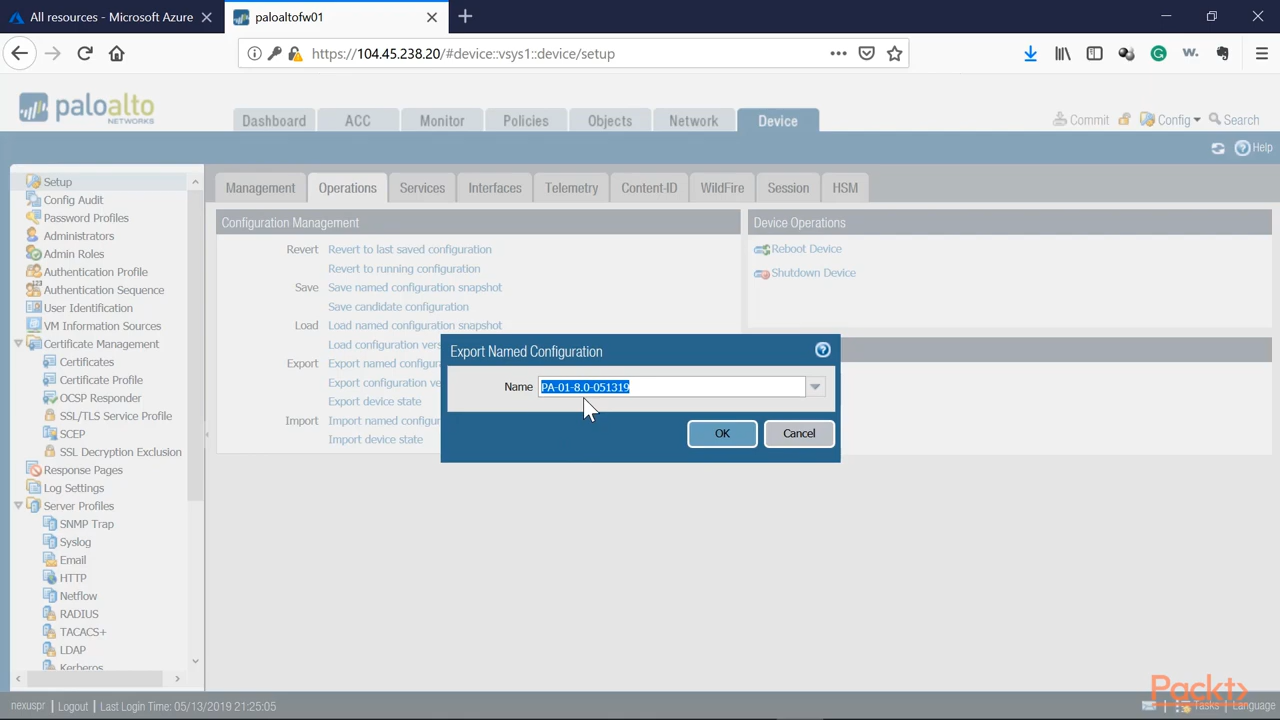 All resources - Microsoft Azure
paloaltofw01
https://104.45.238.20/#device::vsys1::device/setup
paloalto
NETWORKS
Dashboard
ACC
Monitor
Policies
Objects
Network
Device
Commit
Config
Search
Help
Setup
Config Audit
Password Profiles
Administrators
Admin Roles
Authentication Profile
Authentication Sequence
User Identification
VM Information Sources
Certificate Management
Certificates
Certificate Profile
OCSP Responder
SSL/TLS Service Profile
SCEP
SSL Decryption Exclusion
Response Pages
Log Settings
Server Profiles
SNMP Trap
Syslog
Email
HTTP
Netflow
RADIUS
TACACS+
LDAP
Kerberos
Management
Operations
Services
Interfaces
Telemetry
Content-ID
WildFire
Session
HSM
Configuration Management
Revert Revert to last saved configuration
Revert to running configuration
Save Save named configuration snapshot
Save candidate configuration
Load Load named configuration snapshot
Load configuration ver
Export Export named configur
Export configuration ve
Export device state
Import Import named configur
Import device state
Device Operations
Reboot Device
Shutdown Device
Export Named Configuration
Name PA-01-8.0-051319
OK
Cancel
nexuspr
Logout
Last Login Time: 05/13/2019 21:25:05
Packt>
Tasks
Language